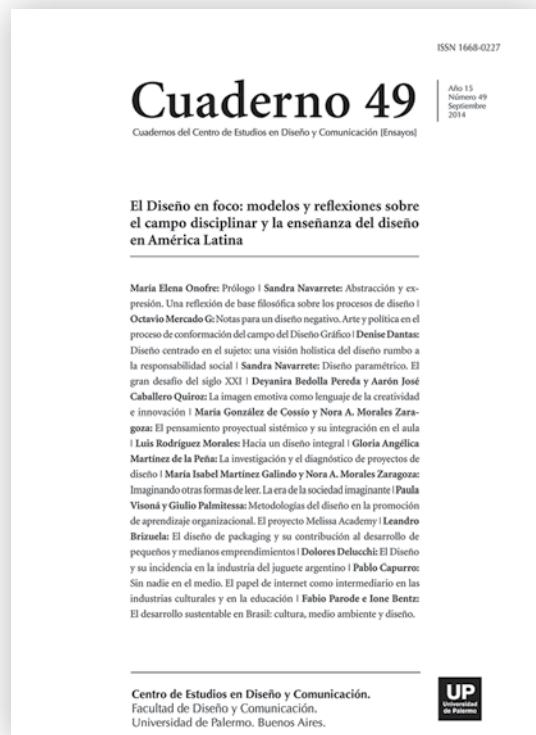 ISSN 1668-0227
Cuaderno 49
Cuadernos del Centro de Estudios en Diseño y Comunicación [Ensayos]
Año 15
Número 49
Septiembre
2014
El Diseño en foco: modelos y reflexiones sobre
el campo disciplinar y la enseñanza del diseño
en América Latina
María Elena Onofre: Prólogo | Sandra Navarrete: Abstracción y ex-
presión. Una reflexión de base filosófica sobre los procesos de diseño |
Octavio Mercado G: Notas para un diseño negativo. Arte y política en el
proceso de conformación del campo del Diseño Gráfico | Denise Dantas:
Diseño centrado en el sujeto: una visión holística del diseño rumbo a
la responsabilidad social | Sandra Navarrete: Diseño paramétrico. El
gran desafío del siglo XXI | Deyanira Bedolla Pereda y Aarón José
Caballero Quiroz: La imagen emotiva como lenguaje de la creatividad
e innovación | María González de Cossío y Nora A. Morales Zara-
goza: El pensamiento proyectual sistémico y su integración en el aula
| Luis Rodríguez Morales: Hacia un diseño integral | Gloria Angélica
Martínez de la Peña: La investigación y el diagnóstico de proyectos de
diseño | María Isabel Martínez Galindo y Nora A. Morales Zaragoza:
Imaginando otras formas de leer. La era de la sociedad imaginante | Paula
Visoná y Giulio Palmitessa: Metodologías del diseño en la promoción
de aprendizaje organizacional. El proyecto Melissa Academy | Leandro
Brizuela: El diseño de packaging y su contribución al desarrollo de
pequeños y medianos emprendimientos | Dolores Delucchi: El Diseño
y su incidencia en la industria del juguete argentino | Pablo Capurro:
Sin nadie en el medio. El papel de internet como intermediario en las
industrias culturales y en la educación | Fabio Parode e Ione Bentz:
El desarrollo sustentable en Brasil: cultura, medio ambiente y diseño.
Centro de Estudios en Diseño y Comunicación.
Facultad de Diseño y Comunicación.
Universidad de Palermo. Buenos Aires.
UP
Universidad
de Palermo